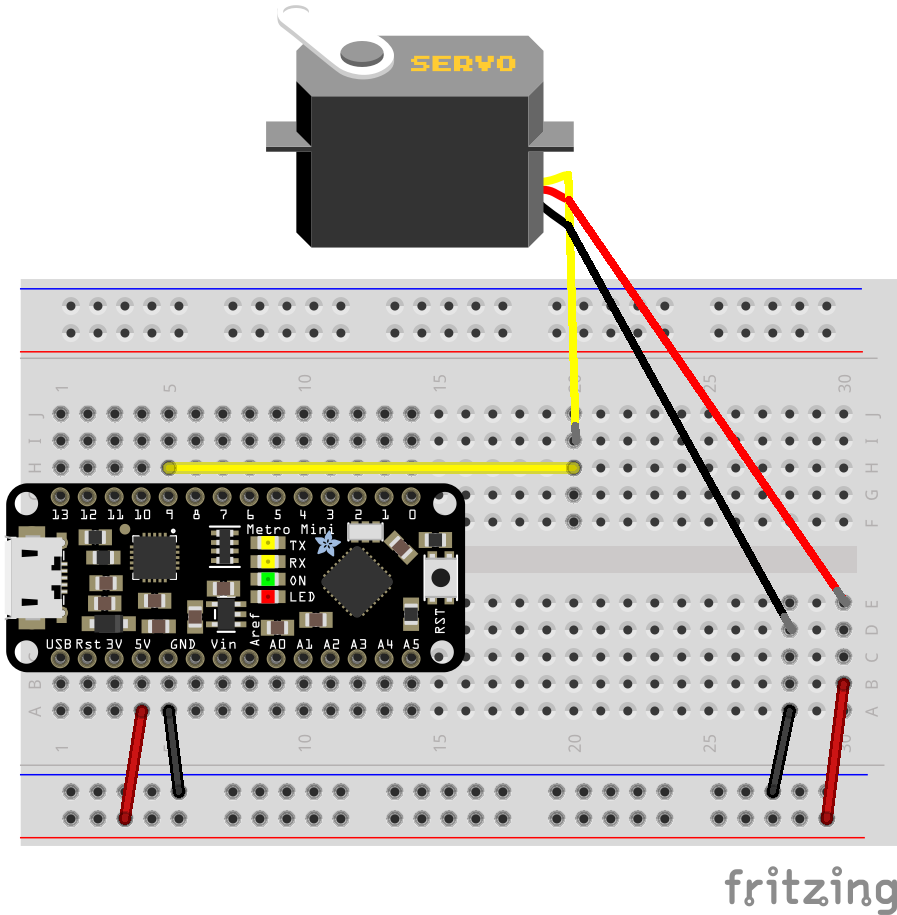 SERVO
1 5 10 15 20 25 30
J J
I I
H H
G G
F
13 12 11 10 9 8 7 6 5 4 3 2 1 0
Metro Mini
TX
RX
ON
LED
RST
Aref
USB Rst 3V 5V GND Vin A0 A1 A2 A3 A4 A5
E
D
C
B B
A A
1 5 10 15 20 25 30
fritzing